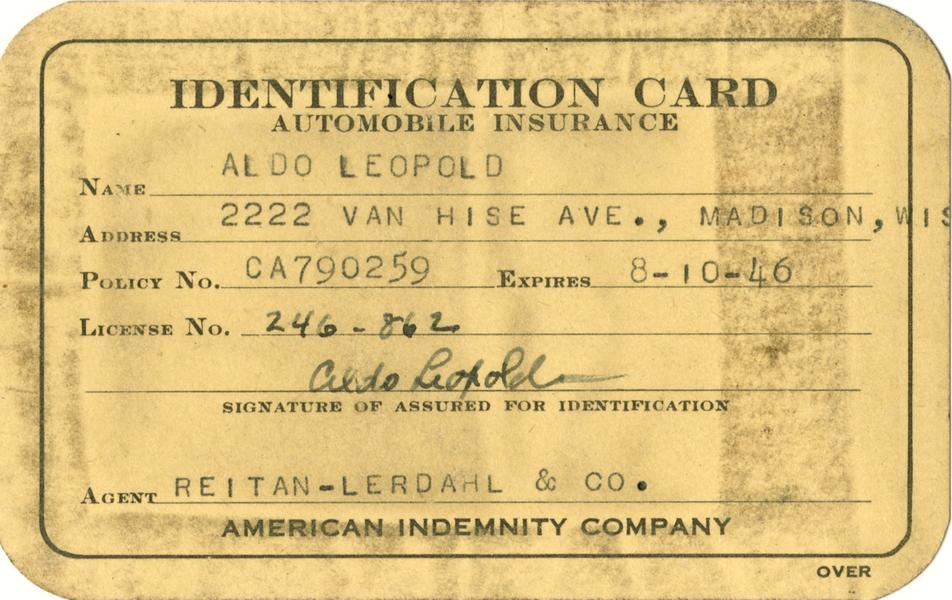 IDENTIFICATION CARD
AUTOMOBILE INSURANCE
NAME ALDO LEOPOLD
ADDRESS 2222 VAN HISE AVE., MADISON, WIS
POLICY NO. CA790259 EXPIRES 8-10-46
LICENSE NO. 246-862
Aldo Leopold
SIGNATURE OF ASSURED FOR IDENTIFICATION
AGENT REITAN-LERDAHL & CO.
AMERICAN INDEMNITY COMPANY
OVER